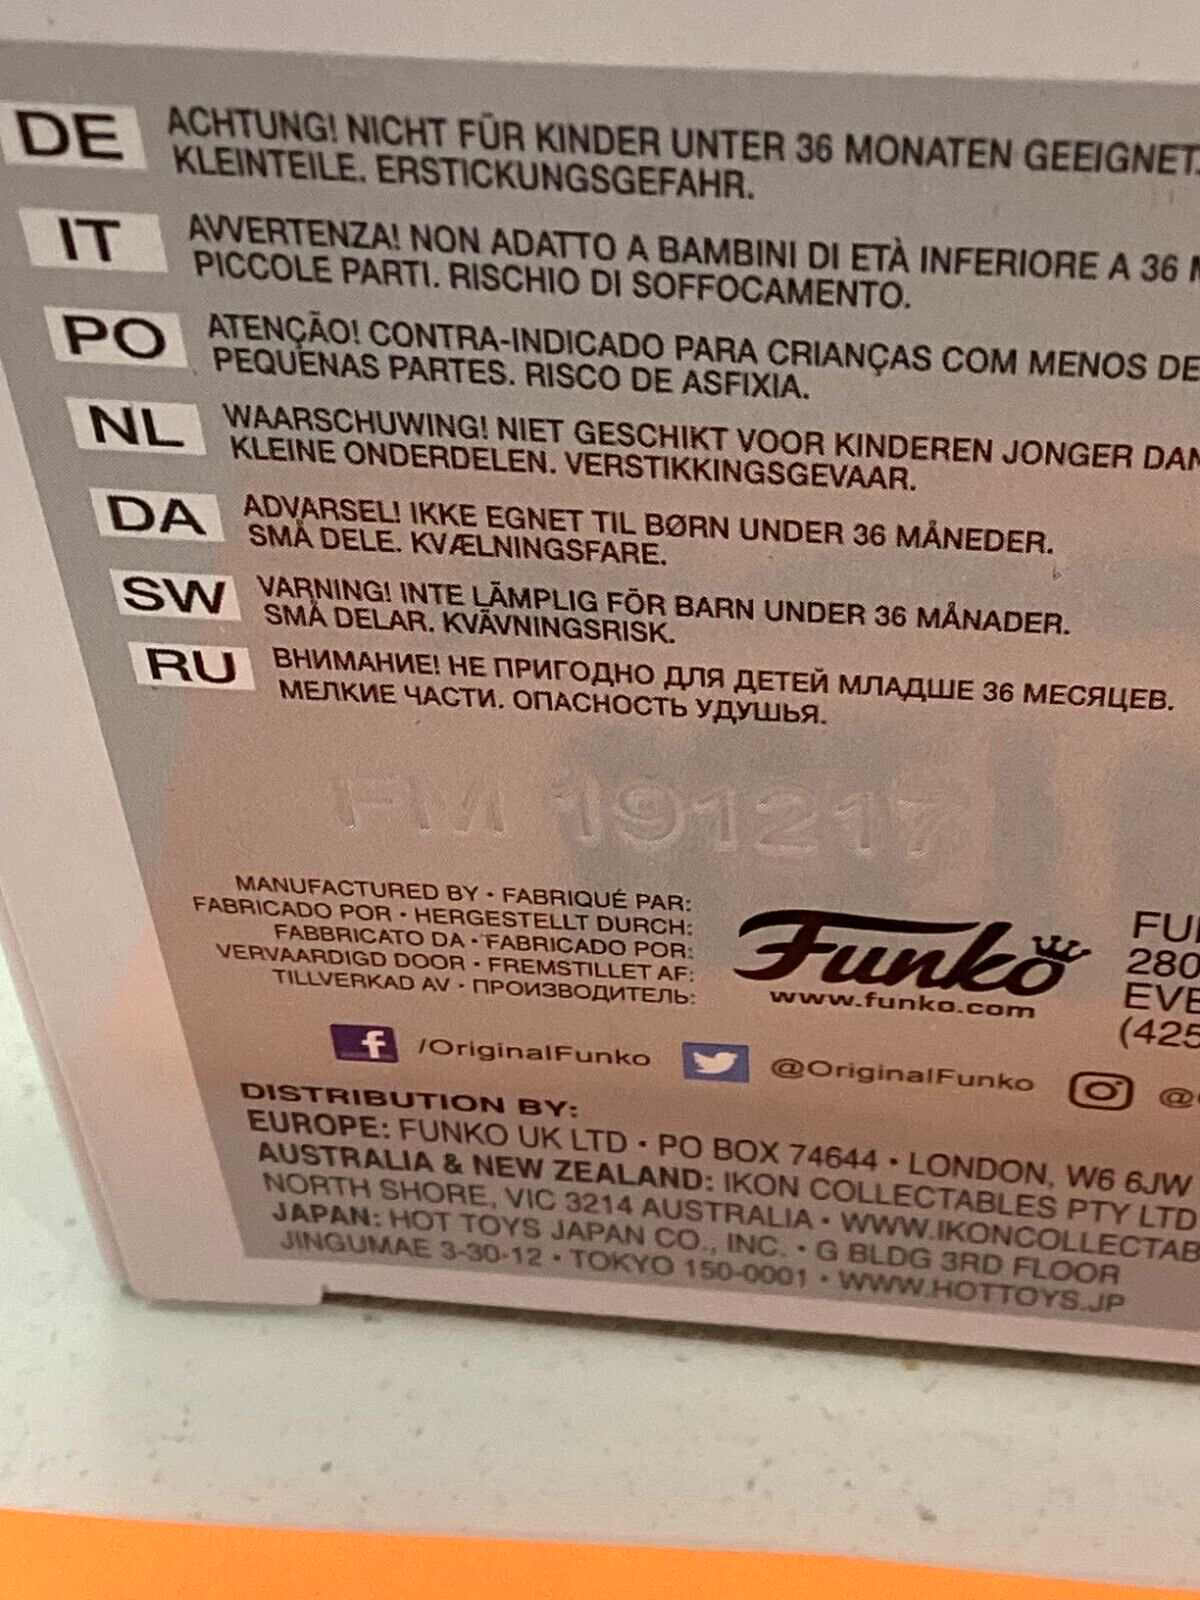 DE ACHTUNG! NICHT FÜR KINDER UNTER 36 MONATEN GEEIGNET.
KLEINTEILE. ERSTICKUNGSGEFAHR.
IT AVVERTENZA! NON ADATTO A BAMBINI DI ETÀ INFERIORE A 36
PICCOLE PARTI. RISCHIO DI SOFFOCAMENTO.
PO ATENÇÃO! CONTRA-INDICADO PARA CRIANÇAS COM MENOS DE
PEQUENAS PARTES. RISCO DE ASFIXIA.
NL WAARSCHUWING! NIET GESCHIKT VOOR KINDEREN JONGER DAN
KLEINE ONDERDELEN. VERSTIKKINGSGEVAAR.
DA ADVARSEL! IKKE EGNET TIL BØRN UNDER 36 MÅNEDER.
SMÅ DELE. KVÆLNINGSFARE.
SW VARNING! INTE LÄMPLIG FÖR BARN UNDER 36 MÅNADER.
SMÅ DELAR. KVÄVNINGSRISK.
RU ВНИМАНИЕ! НЕ ПРИГОДНО ДЛЯ ДЕТЕЙ МЛАДШЕ 36 МЕСЯЦЕВ.
МЕЛКИЕ ЧАСТИ. ОПАСНОСТЬ УДУШЬЯ.
FM 191217
MANUFACTURED BY • FABRIQUÉ PAR:
FABRICADO POR • HERGESTELLT DURCH:
FABBRICATO DA • FABRICADO POR:
VERVAARDIGD DOOR • FREMSTILLET AF:
TILLVERKAD AV • ПРОИЗВОДИТЕЛЬ:
Funko
www.funko.com
280
(425
/OriginalFunko @OriginalFunko @
DISTRIBUTION BY:
EUROPE: FUNKO UK LTD • PO BOX 74644 • LONDON, W6 6JW
AUSTRALIA & NEW ZEALAND: IKON COLLECTABLES PTY LTD
NORTH SHORE, VIC 3214 AUSTRALIA • WWW.IKONCOLLECTAB
JAPAN: HOT TOYS JAPAN CO., INC. • G BLDG 3RD FLOOR
JINGUMAE 3-30-12 • TOKYO 150-0001 • WWW.HOTTOYS.JP